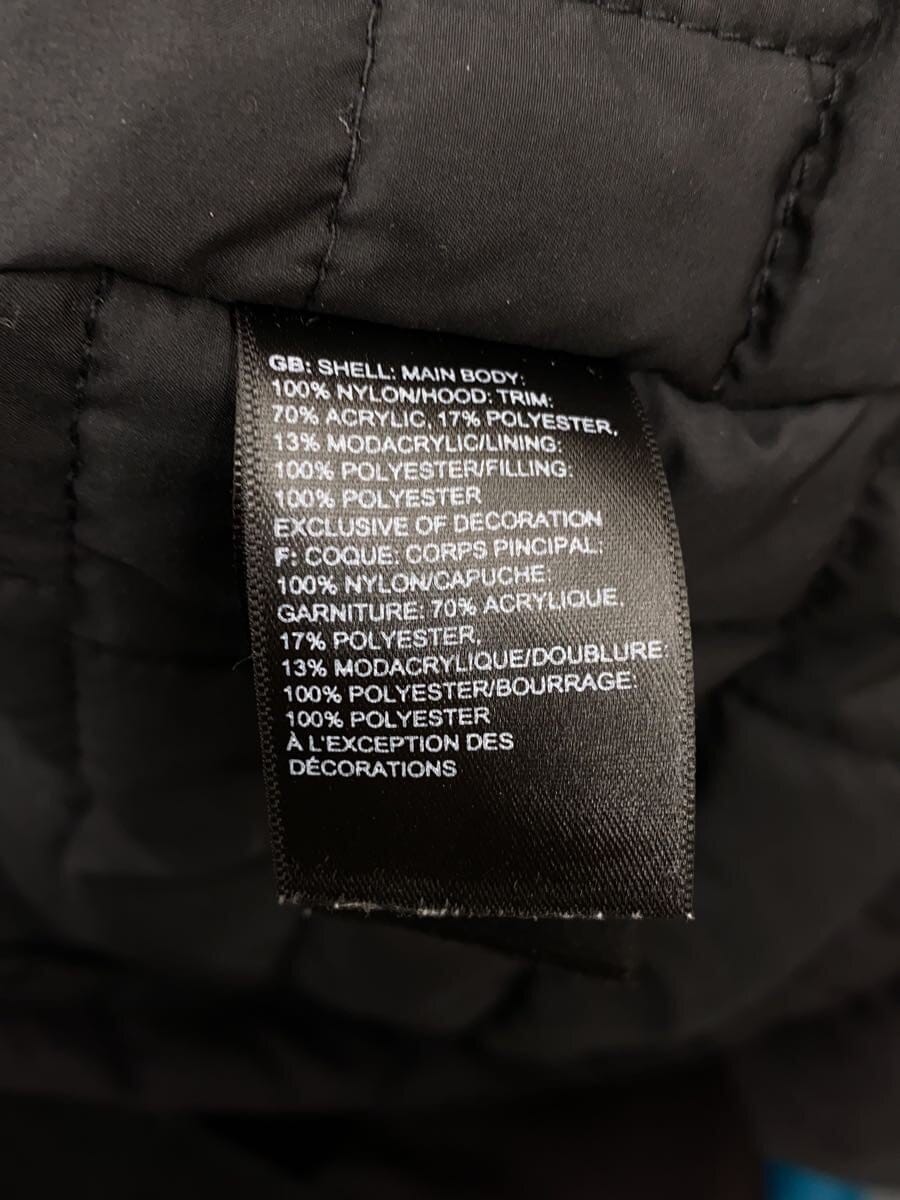 GB: SHELL: MAIN BODY:
100% NYLON/HOOD: TRIM:
70% ACRYLIC, 17% POLYESTER,
13% MODACRYLIC/LINING:
100% POLYESTER/FILLING:
100% POLYESTER
EXCLUSIVE OF DECORATION
F: COQUE: CORPS PINCIPAL:
100% NYLON/CAPUCHE:
GARNITURE: 70% ACRYLIQUE,
17% POLYESTER,
13% MODACRYLIQUE/DOUBLURE:
100% POLYESTER/BOURRAGE:
100% POLYESTER
À L'EXCEPTION DES
DÉCORATIONS